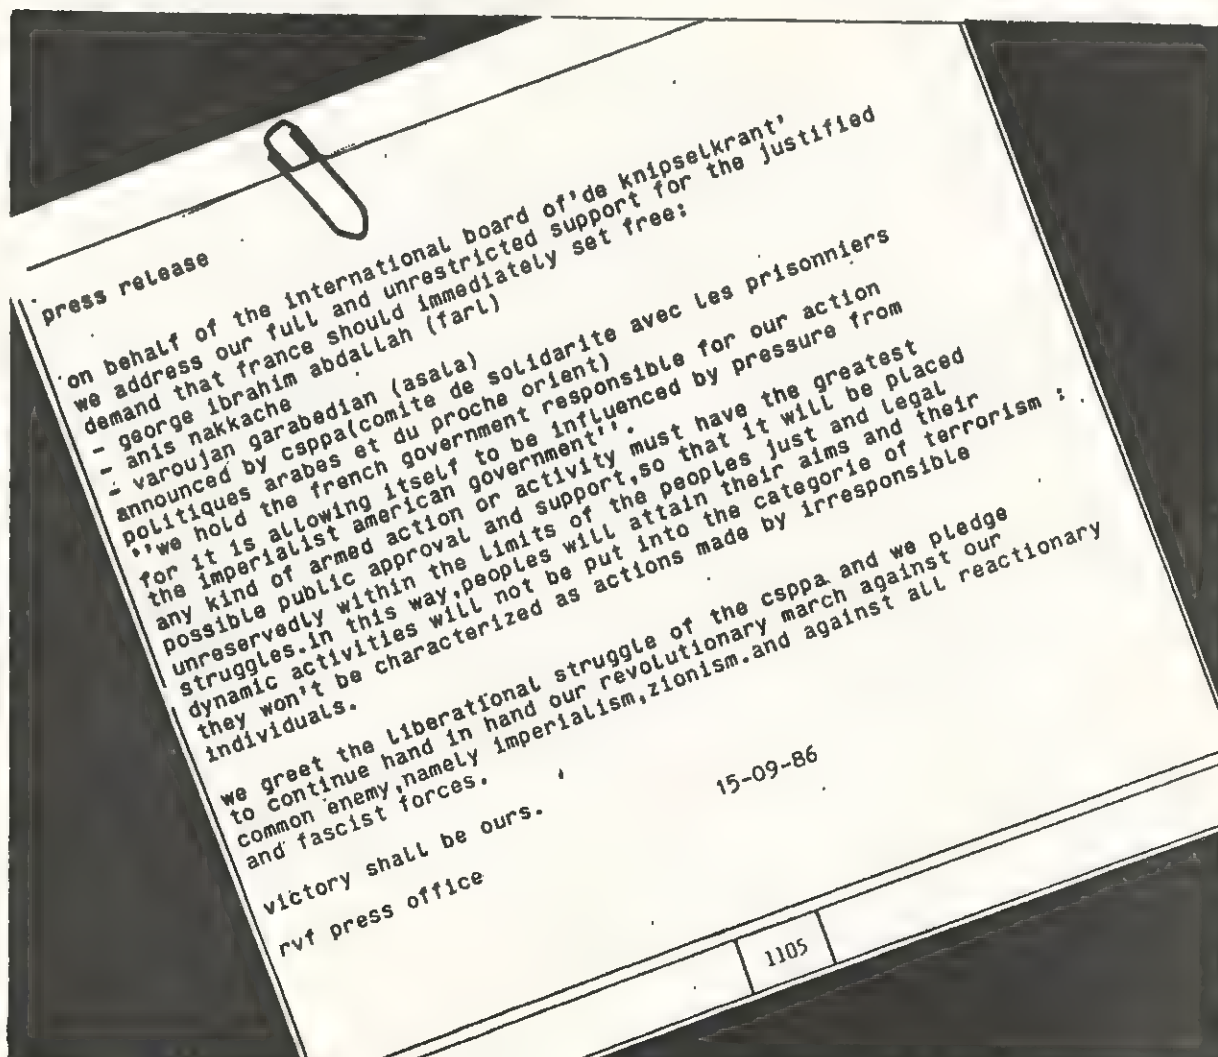 press release
on behalf of the international board of'de knipselkrant'
we address our full and unrestricted support for the justified
demand that france should immediately set free:
- george ibrahim abdallah (farl)
- anis nakkache
- varoujan garabedian (asala)
announced by csppa(comite de solidarite avec les prisonniers
politiques arabes et du proche orient)
''we hold the french government responsible for our action
for it is allowing itself to be influenced by pressure from
the imperialist american government''.
any kind of armed action or activity must have the greatest
possible public approval and support,so that it will be placed
unreservedly within the limits of the peoples just and legal
struggles.in this way,peoples will attain their aims and their
dynamic activities will not be put into the categorie of terrorism :
they won't be characterized as actions made by irresponsible
individuals.
we greet the liberational struggle of the csppa and we pledge
to continue hand in hand our revolutionary march against our
common enemy,namely imperialism,zionism.and against all reactionary
and fascist forces.
15-09-86
victory shall be ours.
rvf press office
1105